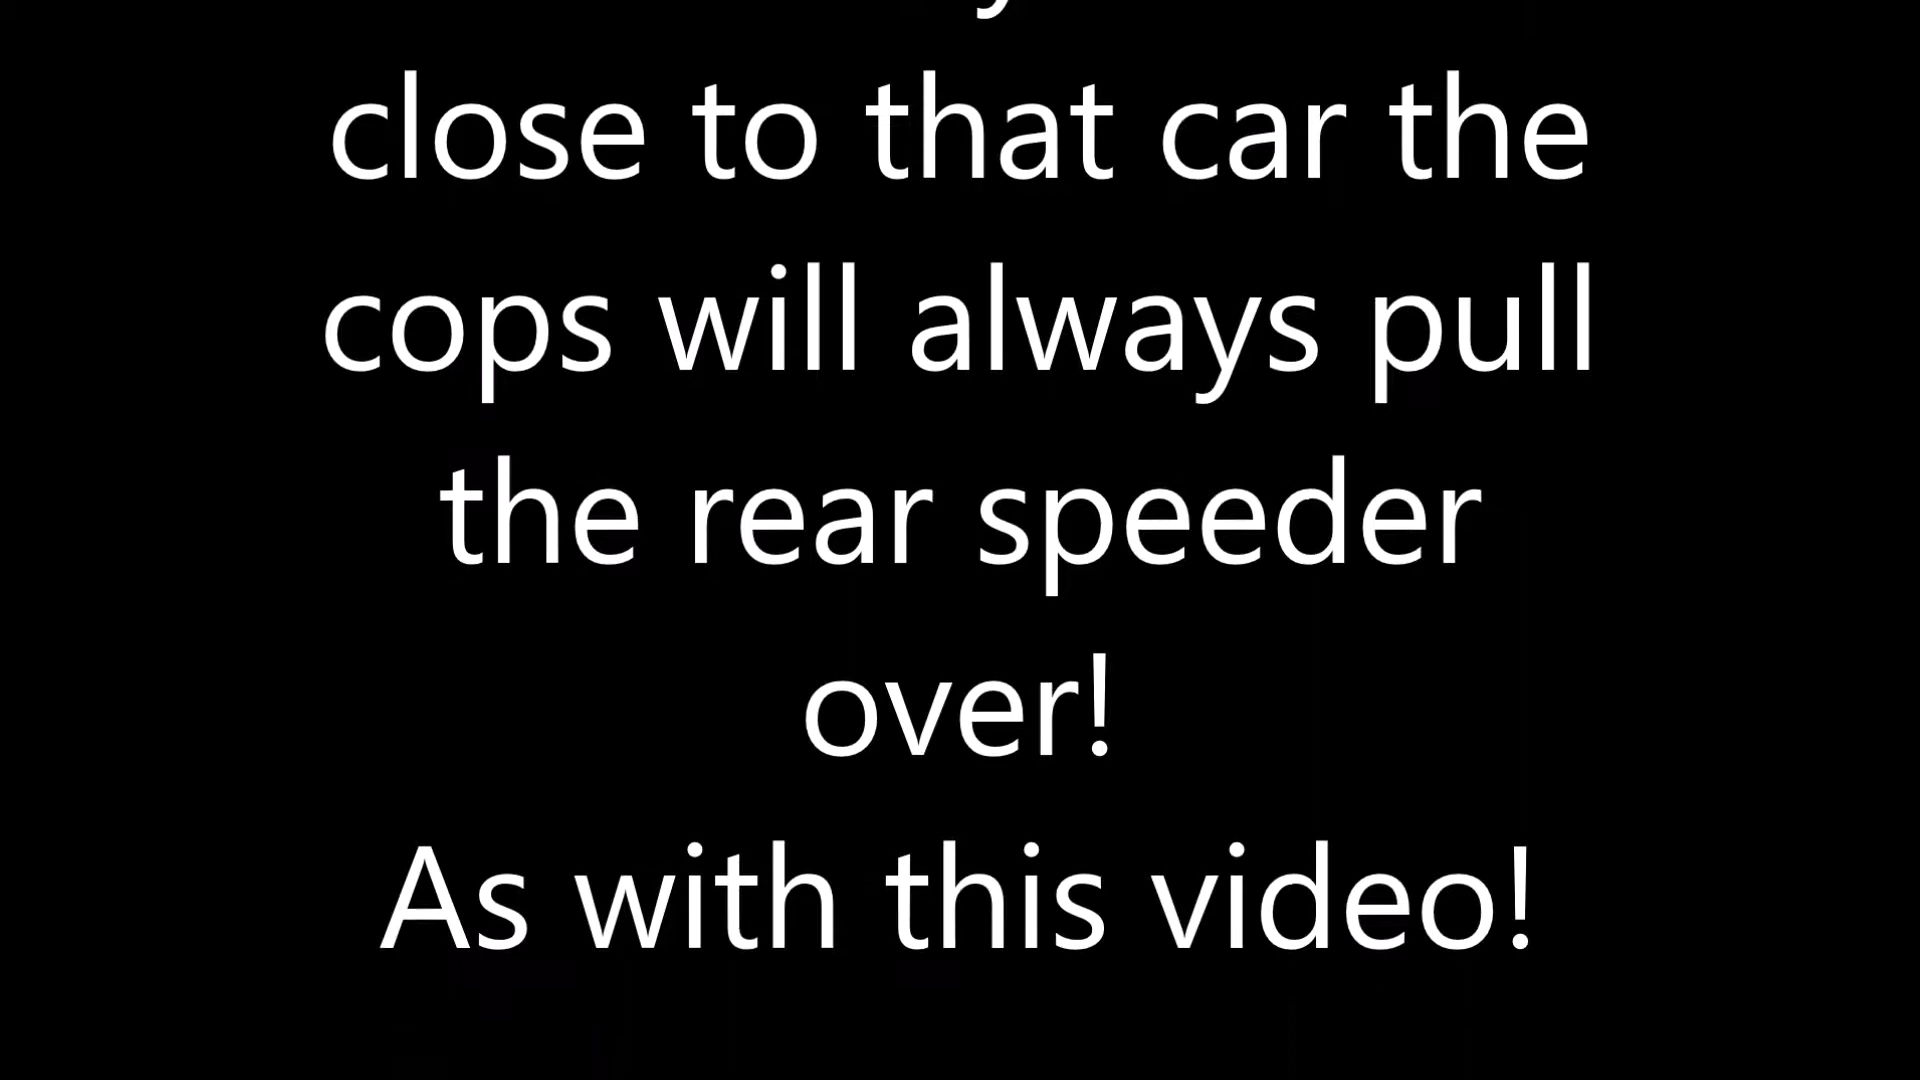 close to that car the
cops will always pull
the rear speeder
over!
As with this video!